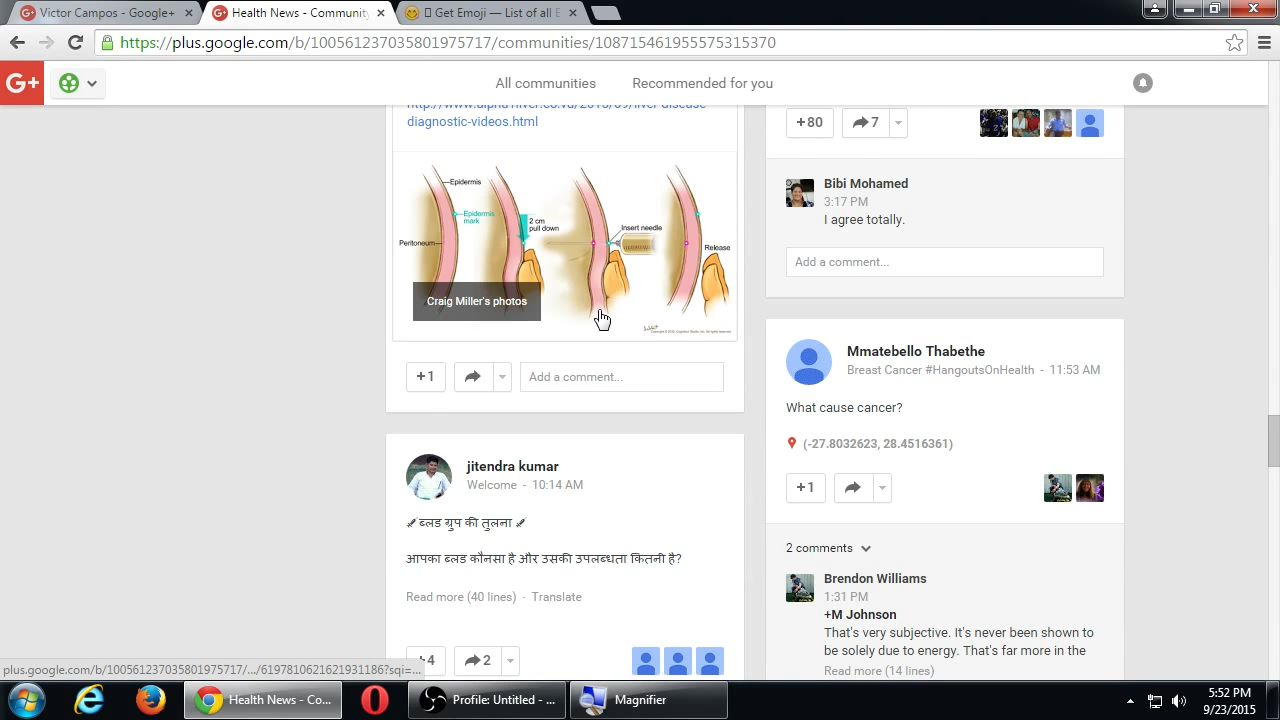 Victor Campos - Google+
Health News - Communit
Get Emoji — List of all E
https://plus.google.com/b/100561237035801975717/communities/108715461955575315370
G+
All communities
Recommended for you
diagnostic-videos.html
Epidermis
Epidermis
mark
Peritoneum
2 cm
pull down
Insert needle
Release
Craig Miller's photos
+1
Add a comment...
jitendra kumar
Welcome - 10:14 AM
ब्लड ग्रुप की तुलना
आपका ब्लड कौनसा है और उसकी उपलब्धता कितनी है?
Read more (40 lines) · Translate
+4
2
+80
7
Bibi Mohamed
3:17 PM
I agree totally.
Add a comment...
Mmatebello Thabethe
Breast Cancer #HangoutsOnHealth - 11:53 AM
What cause cancer?
(-27.8032623, 28.4516361)
+1
2 comments
Brendon Williams
1:31 PM
+M Johnson
That's very subjective. It's never been shown to
be solely due to energy. That's far more in the
Read more (14 lines)
plus.google.com/b/100561237035801975717/.../6197810621621931186?sqi=...
Health News - Co...
Profile: Untitled - ...
Magnifier
5:52 PM
9/23/2015